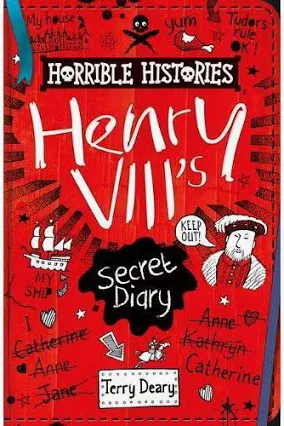 My house
yum
Tudors
rule
OK!
HORRIBLE HISTORIES
Henry
VIII's
KEEP
OUT!
Secret
Diary
MY
SHIP
I
Catherine
Anne
Jane
Anne
Kathryn
Catherine
Terry Deary